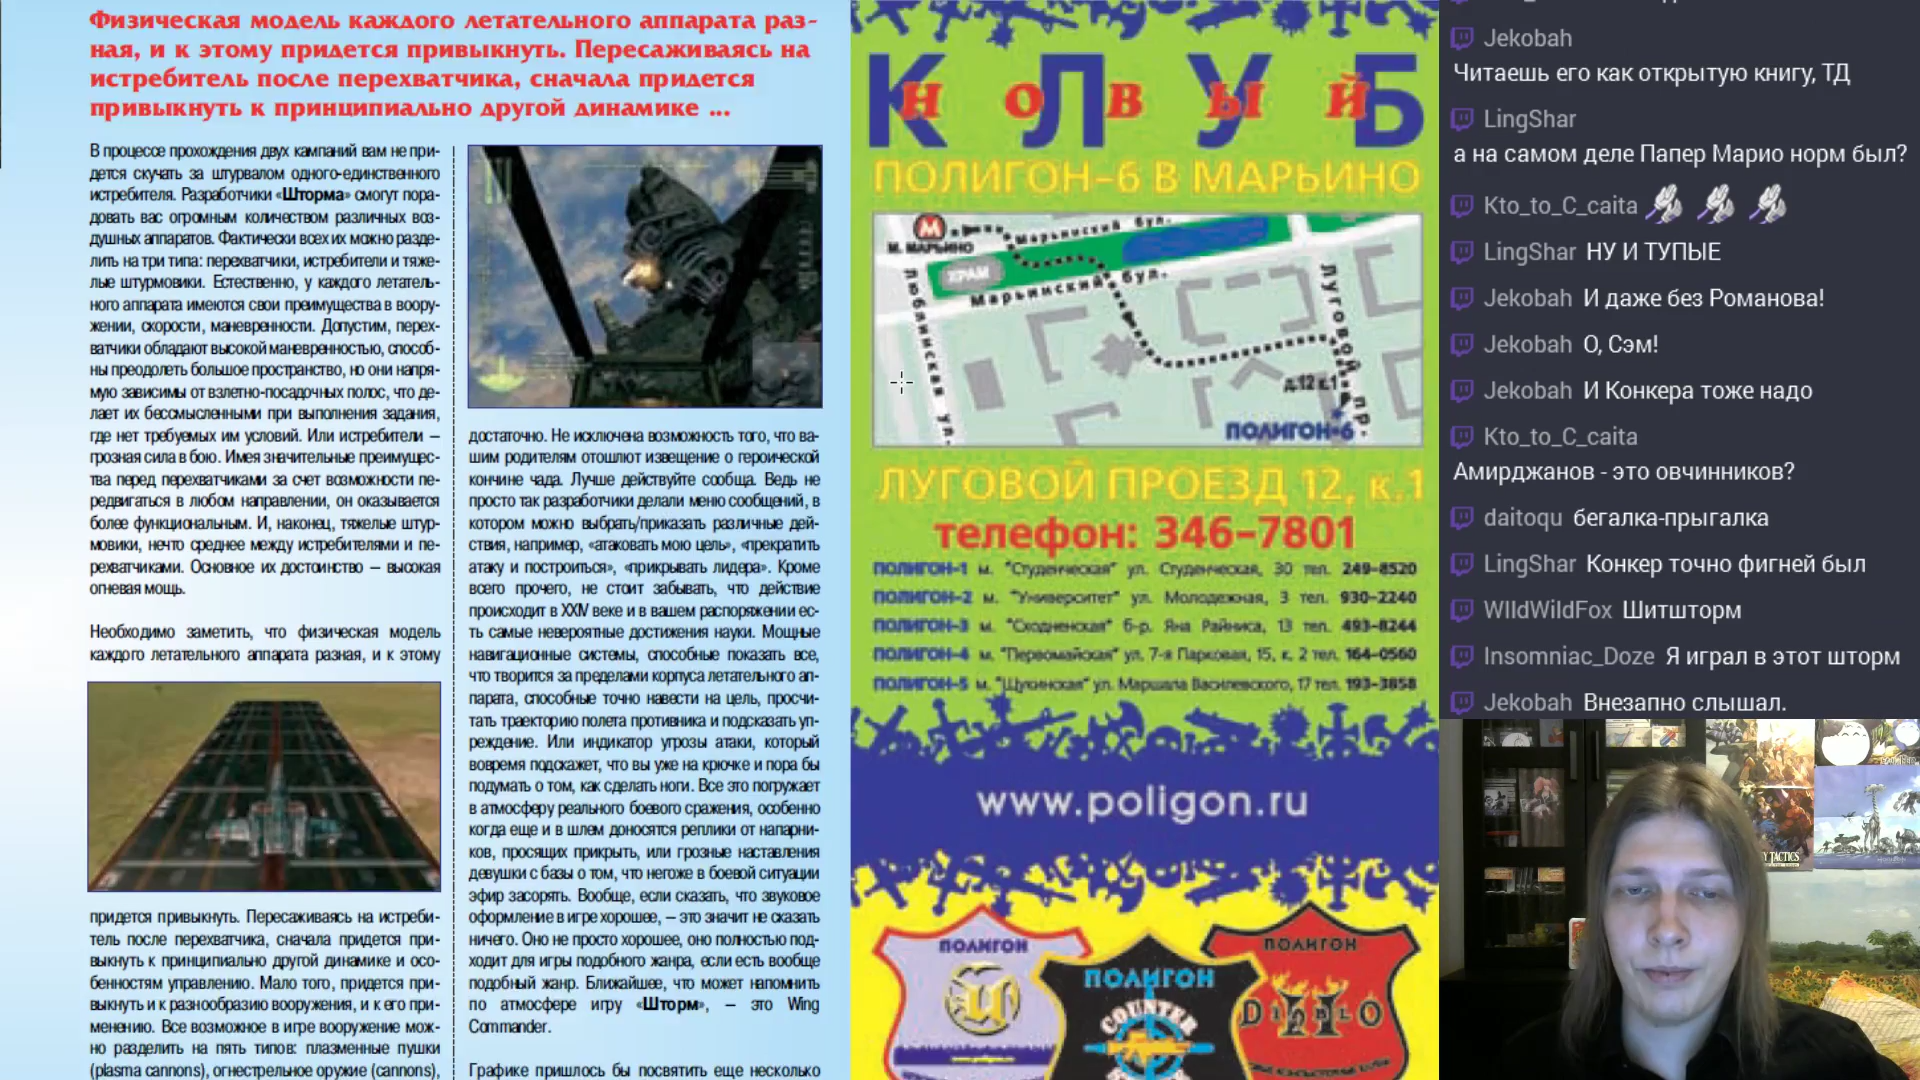 Физическая модель каждого летательного аппарата раз-
ная, и к этому придется привыкнуть. Пересаживаясь на
истребитель после перехватчика, сначала придется
привыкнуть к принципиально другой динамике ...
В процессе прохождения двух кампаний вам не при-
дется скучать за штурвалом одного-единственного
истребителя. Разработчики «Шторма» смогут пора-
довать вас огромным количеством различных воз-
душных аппаратов. Фактически всех их можно разде-
лить на три типа: перехватчики, истребители и тяже-
лые штурмовики. Естественно, у каждого летатель-
ного аппарата имеются свои преимущества в воору-
жении, скорости, маневренности. Допустим, перех-
ватчики обладают высокой маневренностью, способ-
ны преодолеть большое пространство, но они напря-
мую зависимы от взлетно-посадочных полос, что де-
лает их бессмысленными при выполнения задания,
где нет требуемых им условий. Или истребители –
грозная сила в бою. Имея значительные преимущес-
тва перед перехватчиками за счет возможности пе-
редвигаться в любом направлении, он оказывается
более функциональным. И, наконец, тяжелые штур-
мовики, нечто среднее между истребителями и пе-
рехватчиками. Основное их достоинство – высокая
огневая мощь.
Необходимо заметить, что физическая модель
каждого летательного аппарата разная, и к этому
придется привыкнуть. Пересаживаясь на истреби-
тель после перехватчика, сначала придется при-
выкнуть к принципиально другой динамике и осо-
бенностям управлению. Мало того, придется при-
выкнуть и к разнообразию вооружения, и к его при-
менению. Все возможное в игре вооружение мож-
но разделить на пять типов: плазменные пушки
(plasma cannons), огнестрельное оружие (cannons),
достаточно. Не исключена возможность того, что ва-
шим родителям отошлют извещение о героической
кончине чада. Лучше действуйте сообща. Ведь не
просто так разработчики делали меню сообщений, в
котором можно выбрать/приказать различные дей-
ствия, например, «атаковать мою цель», «прекратить
атаку и построиться», «прикрывать лидера». Кроме
всего прочего, не стоит забывать, что действие
происходит в XXIV веке и в вашем распоряжении ес-
ть самые невероятные достижения науки. Мощные
навигационные системы, способные показать все,
что творится за пределами корпуса летательного ап-
парата, способные точно навести на цель, просчи-
тать траекторию полета противника и подсказать уп-
реждение. Или индикатор угрозы атаки, который
вовремя подскажет, что вы уже на крючке и пора бы
подумать о том, как сделать ноги. Все это погружает
в атмосферу реального боевого сражения, особенно
когда еще и в шлем доносятся реплики от напарни-
ков, просящих прикрыть, или грозные наставления
девушки с базы о том, что негоже в боевой ситуации
эфир засорять. Вообще, если сказать, что звуковое
оформление в игре хорошее, – это значит не сказать
ничего. Оно не просто хорошее, оно полностью под-
ходит для игры подобного жанра, если есть вообще
подобный жанр. Ближайшее, что может напомнить
по атмосфере игру «Шторм», – это Wing
Commander.
Графике пришлось бы посвятить еще несколько
КЛУБ
новый
ПОЛИГОН-6 В МАРЬИНО
М
М. МАРЬИНО
Марьинский бул.
ХРАМ
Марьинский бул.
Люблинская ул.
Луговой пр.
д.12 к.1
ПОЛИГОН-6
ЛУГОВОЙ ПРОЕЗД 12, к.1
телефон: 346-7801
ПОЛИГОН-1 м. "Студенческая" ул. Студенческая, 30 тел. 249-8520
ПОЛИГОН-2 м. "Университет" ул. Молодежная, 3 тел. 930-2240
ПОЛИГОН-3 м. "Сходненская" б-р. Яна Райниса, 13 тел. 493-8244
ПОЛИГОН-4 м. "Первомайская" ул. 7-я Парковая, 15, к. 2 тел. 164-0560
ПОЛИГОН-5 м. "Щукинская" ул. Маршала Василевского, 17 тел. 193-3858
www.poligon.ru
ПОЛИГОН
ПОЛИГОН
COUNTER
ПОЛИГОН
DIABLO
II
Jekobah
Читаешь его как открытую книгу, ТД
LingShar
а на самом деле Папер Марио норм был?
Kto_to_C_caita
LingShar НУ И ТУПЫЕ
Jekobah И даже без Романова!
Jekobah О, Сэм!
Jekobah И Конкера тоже надо
Kto_to_C_caita
Амирджанов - это овчинников?
daitoqu бегалка-прыгалка
LingShar Конкер точно фигней был
WIldWildFox Шитшторм
Insomniac_Doze Я играл в этот шторм
Jekobah Внезапно слышал.
TACTICS